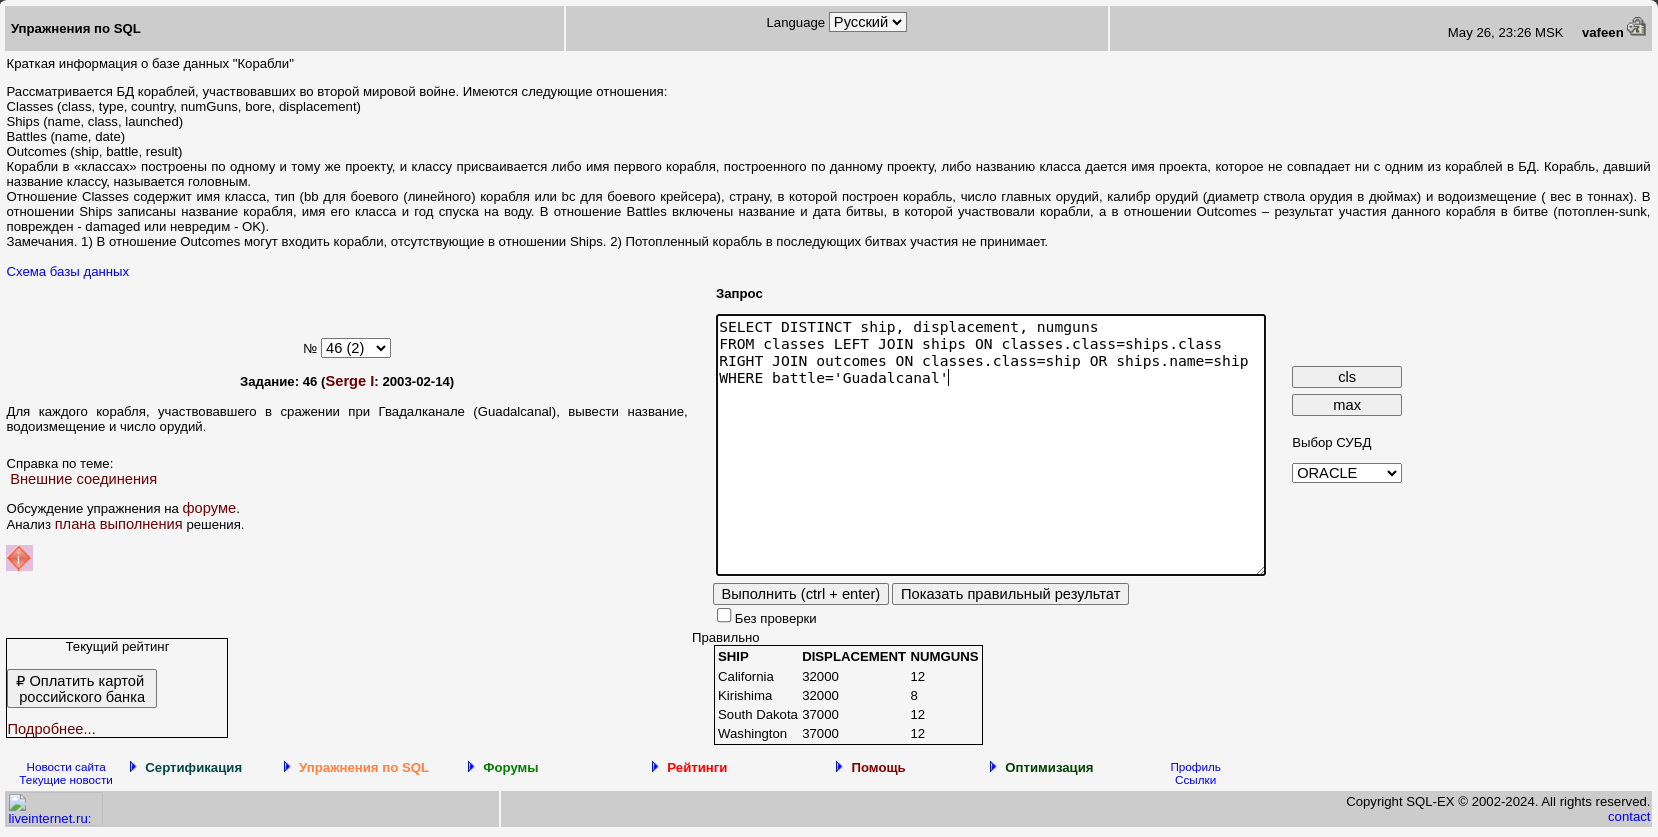 Упражнения по SQL
Language Русский
May 26, 23:26 MSK vafeen
Краткая информация о базе данных "Корабли"
Рассматривается БД кораблей, участвовавших во второй мировой войне. Имеются следующие отношения:
Classes (class, type, country, numGuns, bore, displacement)
Ships (name, class, launched)
Battles (name, date)
Outcomes (ship, battle, result)
Корабли в «классах» построены по одному и тому же проекту, и классу присваивается либо имя первого корабля, построенного по данному проекту, либо названию класса дается имя проекта, которое не совпадает ни с одним из кораблей в БД. Корабль, давший
название классу, называется головным.
Отношение Classes содержит имя класса, тип (bb для боевого (линейного) корабля или bc для боевого крейсера), страну, в которой построен корабль, число главных орудий, калибр орудий (диаметр ствола орудия в дюймах) и водоизмещение ( вес в тоннах). В
отношении Ships записаны название корабля, имя его класса и год спуска на воду. В отношение Battles включены название и дата битвы, в которой участвовали корабли, а в отношении Outcomes – результат участия данного корабля в битве (потоплен-sunk,
поврежден - damaged или невредим - OK).
Замечания. 1) В отношение Outcomes могут входить корабли, отсутствующие в отношении Ships. 2) Потопленный корабль в последующих битвах участия не принимает.
Схема базы данных
№ 46 (2)
Задание: 46 (Serge I: 2003-02-14)
Для каждого корабля, участвовавшего в сражении при Гвадалканале (Guadalcanal), вывести название,
водоизмещение и число орудий.
Справка по теме:
Внешние соединения
Обсуждение упражнения на форуме.
Анализ плана выполнения решения.
Запрос
SELECT DISTINCT ship, displacement, numguns
FROM classes LEFT JOIN ships ON classes.class=ships.class
RIGHT JOIN outcomes ON classes.class=ship OR ships.name=ship
WHERE battle='Guadalcanal'
cls
max
Выбор СУБД
ORACLE
Выполнить (ctrl + enter) Показать правильный результат
Без проверки
Правильно
SHIP DISPLACEMENT NUMGUNS
California 32000 12
Kirishima 32000 8
South Dakota 37000 12
Washington 37000 12
Текущий рейтинг
₽ Оплатить картой
российского банка
Подробнее...
Новости сайта
Текущие новости
Сертификация
Упражнения по SQL
Форумы
Рейтинги
Помощь
Оптимизация
Профиль
Ссылки
liveinternet.ru:
Copyright SQL-EX © 2002-2024. All rights reserved.
contact